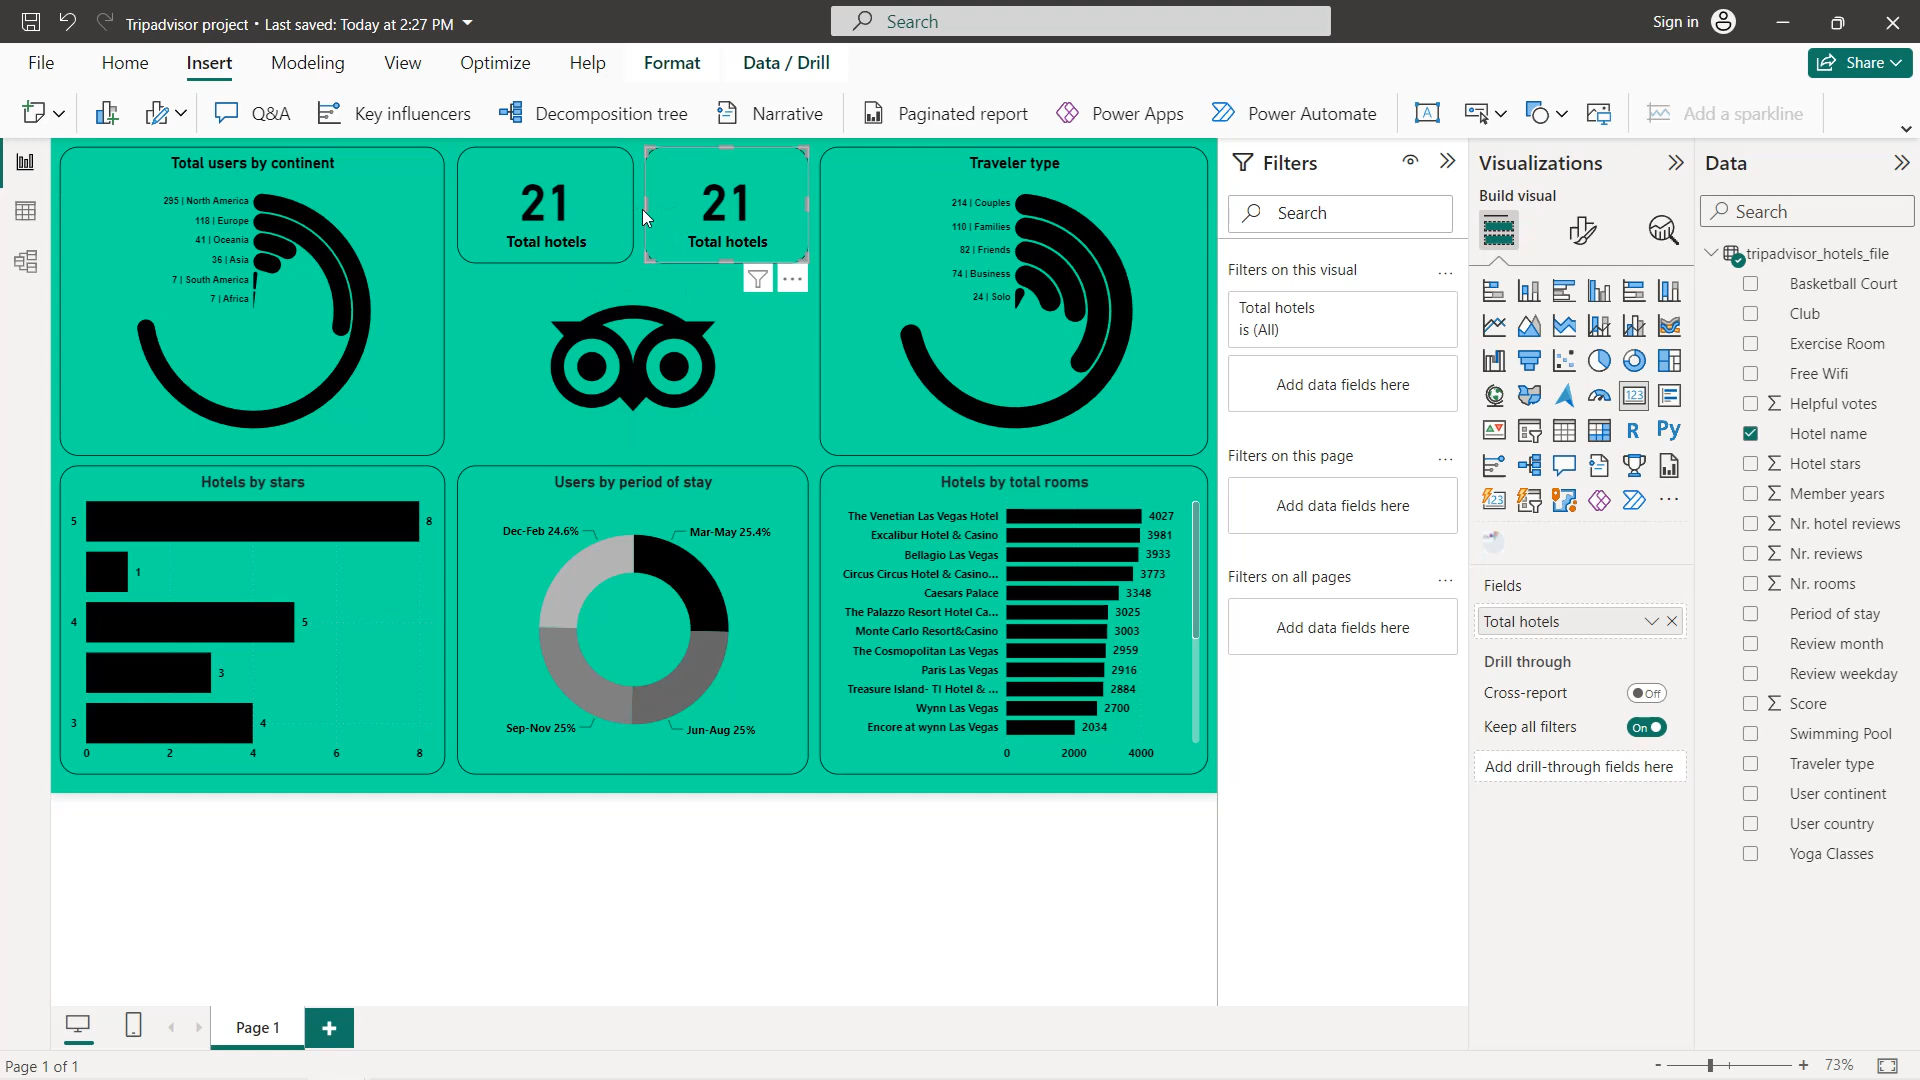 Tripadvisor project • Last saved: Today at 2:27 PM
Search
Sign in
File
Home
Insert
Modeling
View
Optimize
Help
Format
Data / Drill
Share
Q&A
Key influencers
Decomposition tree
Narrative
Paginated report
Power Apps
Power Automate
Add a sparkline
Total users by continent
295 | North America
118 | Europe
41 | Oceania
36 | Asia
7 | South America
7 | Africa
21
Total hotels
21
Total hotels
Traveler type
214 | Couples
110 | Families
82 | Friends
74 | Business
24 | Solo
Hotels by stars
5
8
1
4
5
3
3
4
0
2
4
6
8
Users by period of stay
Dec-Feb 24.6%
Mar-May 25.4%
Sep-Nov 25%
Jun-Aug 25%
Hotels by total rooms
The Venetian Las Vegas Hotel 4027
Excalibur Hotel & Casino 3981
Bellagio Las Vegas 3933
Circus Circus Hotel & Casino... 3773
Caesars Palace 3348
The Palazzo Resort Hotel Ca... 3025
Monte Carlo Resort&Casino 3003
The Cosmopolitan Las Vegas 2959
Paris Las Vegas 2916
Treasure Island- TI Hotel & ... 2884
Wynn Las Vegas 2700
Encore at wynn Las Vegas 2034
0
2000
4000
Filters
Search
Filters on this visual
...
Total hotels
is (All)
Add data fields here
Filters on this page
...
Add data fields here
Filters on all pages
...
Add data fields here
Visualizations
Build visual
123
R
Py
123
...
Fields
Total hotels
Drill through
Cross-report
Off
Keep all filters
On
Add drill-through fields here
Data
Search
tripadvisor_hotels_file
Basketball Court
Club
Exercise Room
Free Wifi
Σ Helpful votes
Hotel name
Σ Hotel stars
Σ Member years
Σ Nr. hotel reviews
Σ Nr. reviews
Σ Nr. rooms
Period of stay
Review month
Review weekday
Σ Score
Swimming Pool
Traveler type
User continent
User country
Yoga Classes
Page 1
+
Page 1 of 1
-
+
73%